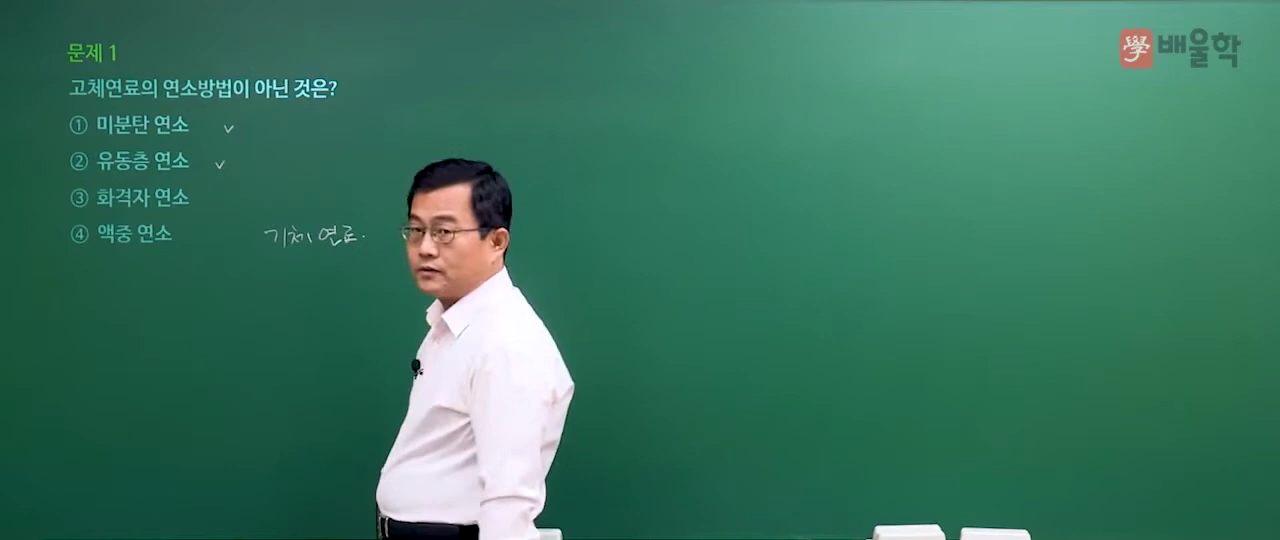 學 배울학
문제 1
고체연료의 연소방법이 아닌 것은?
① 미분탄 연소 ✓
② 유동층 연소 ✓
③ 화격자 연소
④ 액중 연소 기체 연료.